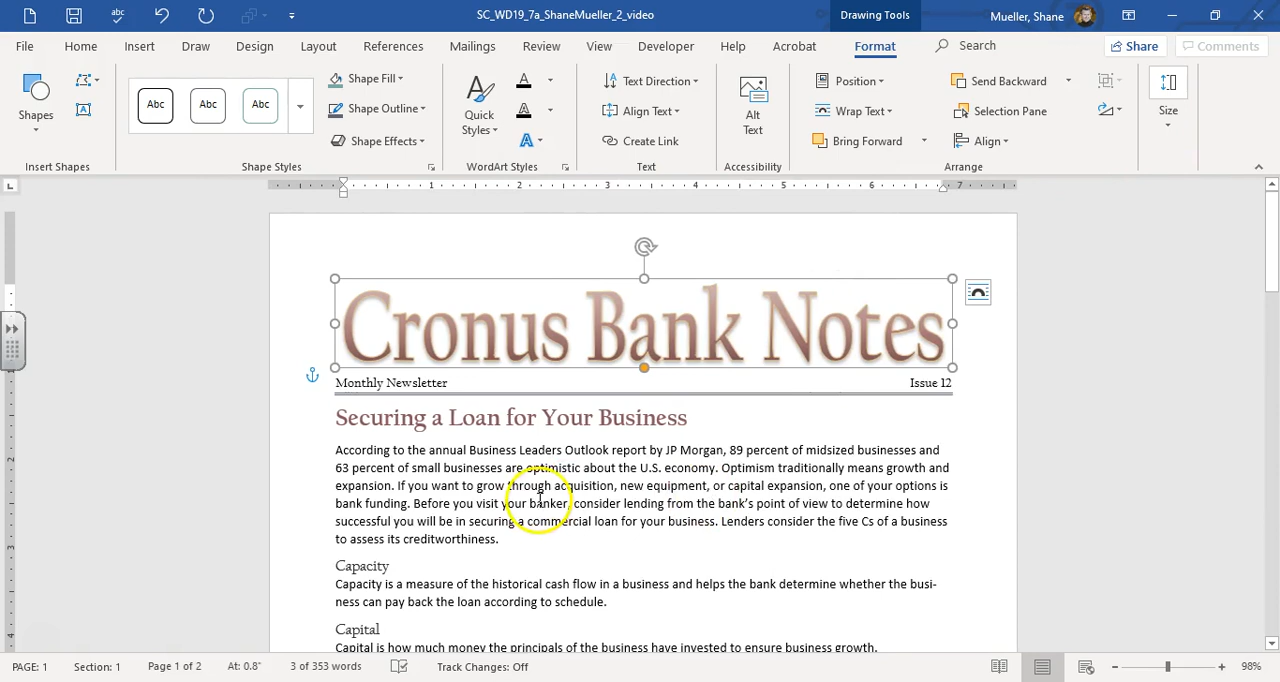 SC_WD19_7a_ShaneMueller_2_video
Drawing Tools
Mueller, Shane
File Home Insert Draw Design Layout References Mailings Review View Developer Help Acrobat Format Search Share Comments
Shapes
Insert Shapes
Abc Abc Abc
Shape Fill
Shape Outline
Shape Effects
Shape Styles
Quick Styles
WordArt Styles
Text Direction
Align Text
Create Link
Text
Alt Text
Accessibility
Position
Wrap Text
Bring Forward
Send Backward
Selection Pane
Align
Arrange
Size
1 2 3 4 5 6 7
Cronus Bank Notes
Monthly Newsletter Issue 12
Securing a Loan for Your Business
According to the annual Business Leaders Outlook report by JP Morgan, 89 percent of midsized businesses and
63 percent of small businesses are optimistic about the U.S. economy. Optimism traditionally means growth and
expansion. If you want to grow through acquisition, new equipment, or capital expansion, one of your options is
bank funding. Before you visit your banker, consider lending from the bank's point of view to determine how
successful you will be in securing a commercial loan for your business. Lenders consider the five Cs of a business
to assess its creditworthiness.
Capacity
Capacity is a measure of the historical cash flow in a business and helps the bank determine whether the busi-
ness can pay back the loan according to schedule.
Capital
Capital is how much money the principals of the business have invested to ensure business growth.
PAGE: 1 Section: 1 Page 1 of 2 At: 0.8" 3 of 353 words Track Changes: Off 98%